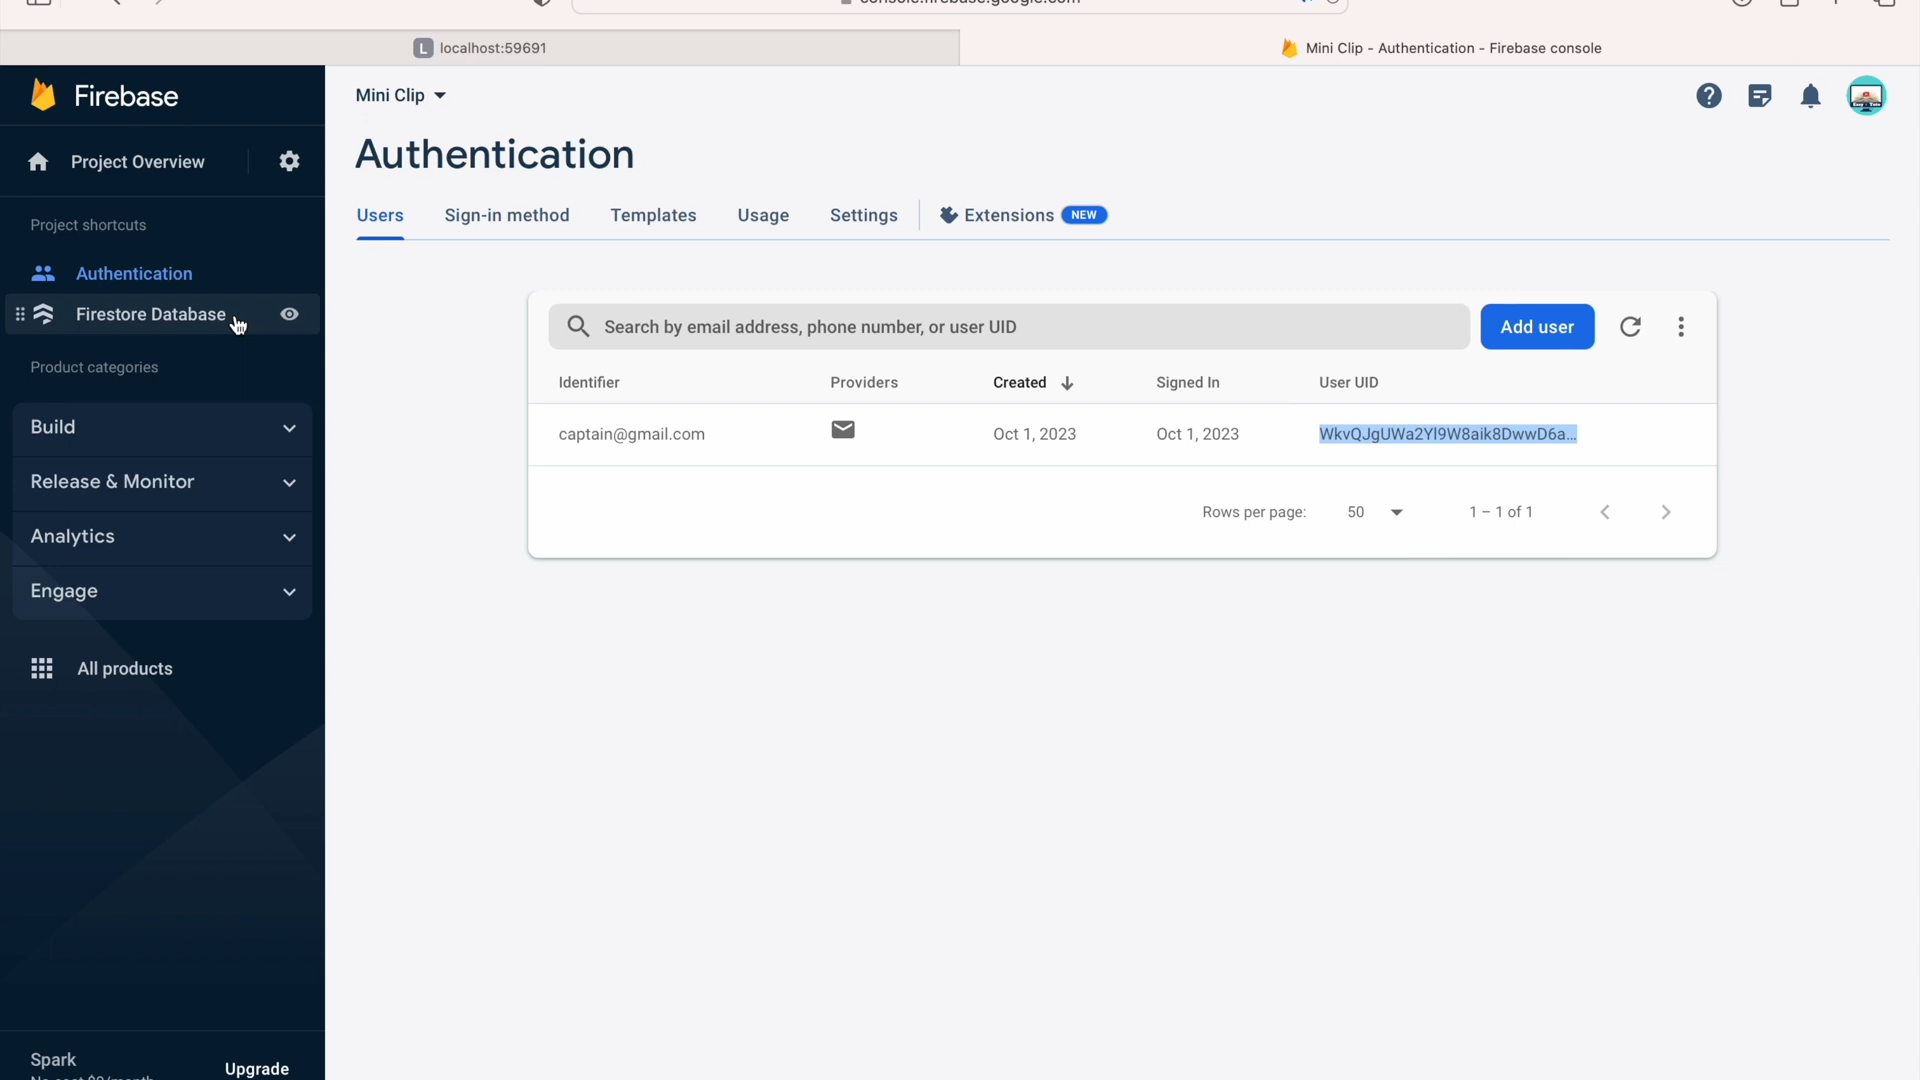 L localhost:59691
Mini Clip - Authentication - Firebase console
Firebase
Mini Clip
Project Overview
Authentication
Users
Sign-in method
Templates
Usage
Settings
Extensions
NEW
Project shortcuts
Authentication
Firestore Database
Product categories
Build
Release & Monitor
Analytics
Engage
All products
Search by email address, phone number, or user UID
Add user
Identifier
Providers
Created
Signed In
User UID
captain@gmail.com
Oct 1, 2023
Oct 1, 2023
WkvQJgUWa2Yl9W8aik8DwwD6a...
Rows per page:
50
1 – 1 of 1
Spark
Upgrade